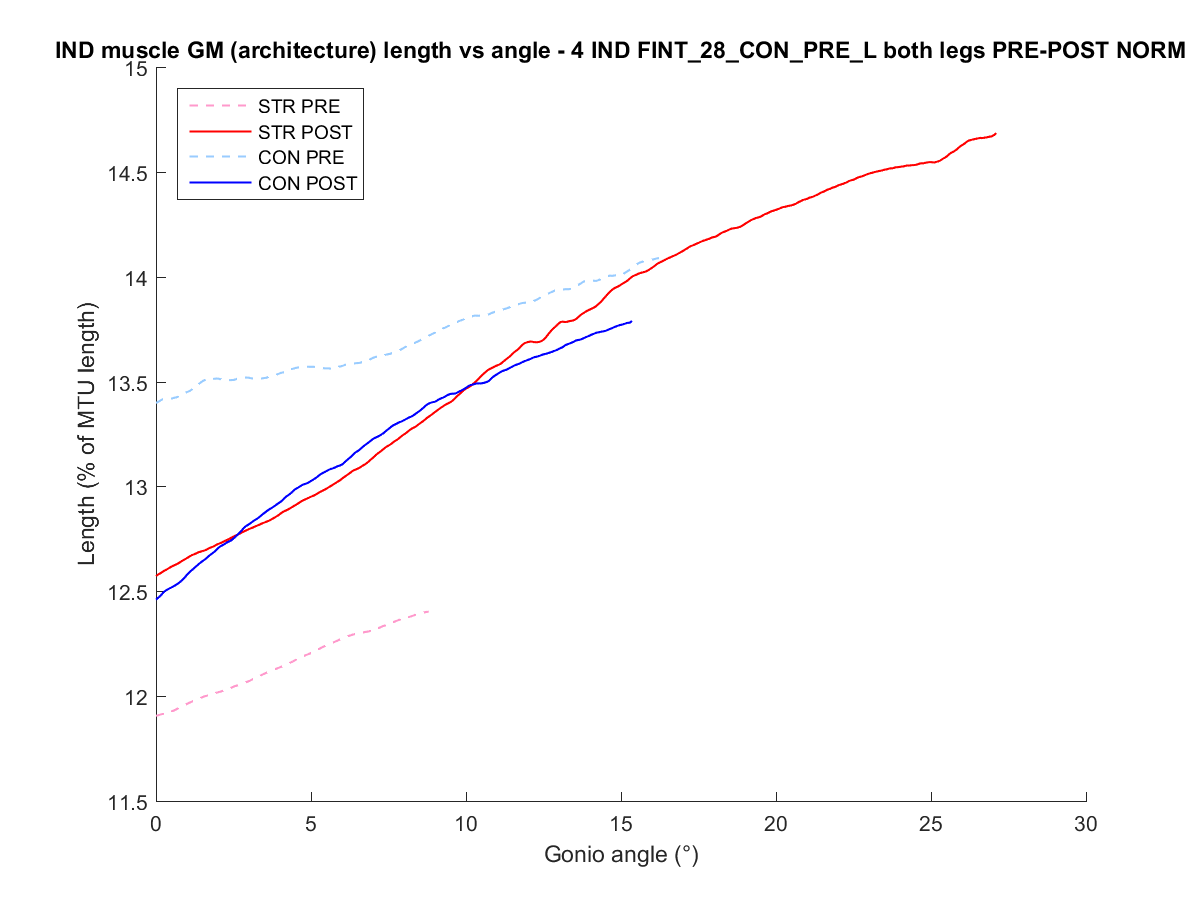 IND muscle GM (architecture) length vs angle - 4 IND FINT_28_CON_PRE_L both legs PRE-POST NORM
15
14.5
14
13.5
13
12.5
12
11.5
Length (% of MTU length)
STR PRE
STR POST
CON PRE
CON POST
0 5 10 15 20 25 30
Gonio angle (°)